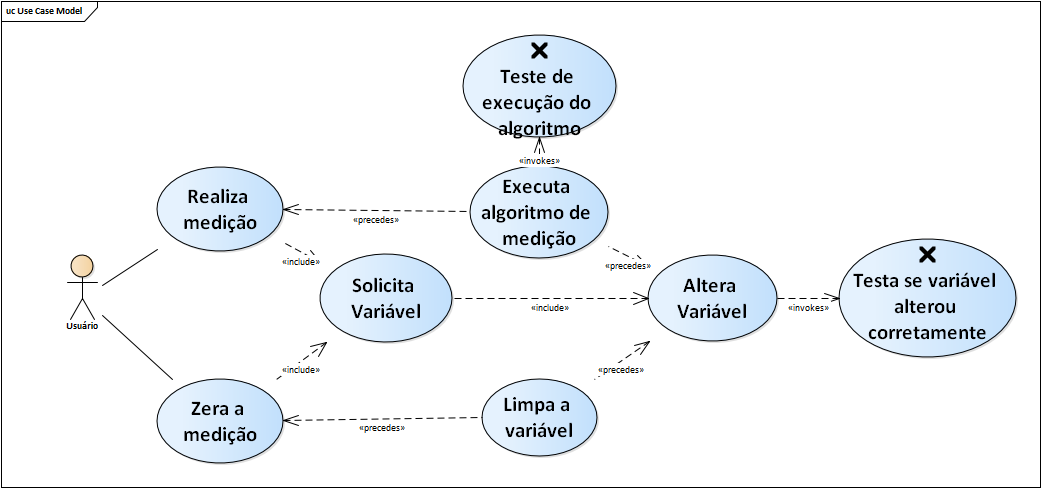 uc Use Case Model
Teste de
execução do
algoritmo
«invokes»
Realiza
medição
Executa
algoritmo de
medição
«precedes»
«include»
«precedes»
Usuário
Solicita
Variável
«include»
Altera
Variável
«invokes»
Testa se variável
alterou
corretamente
«include»
«precedes»
Zera a
medição
«precedes»
Limpa a
variável